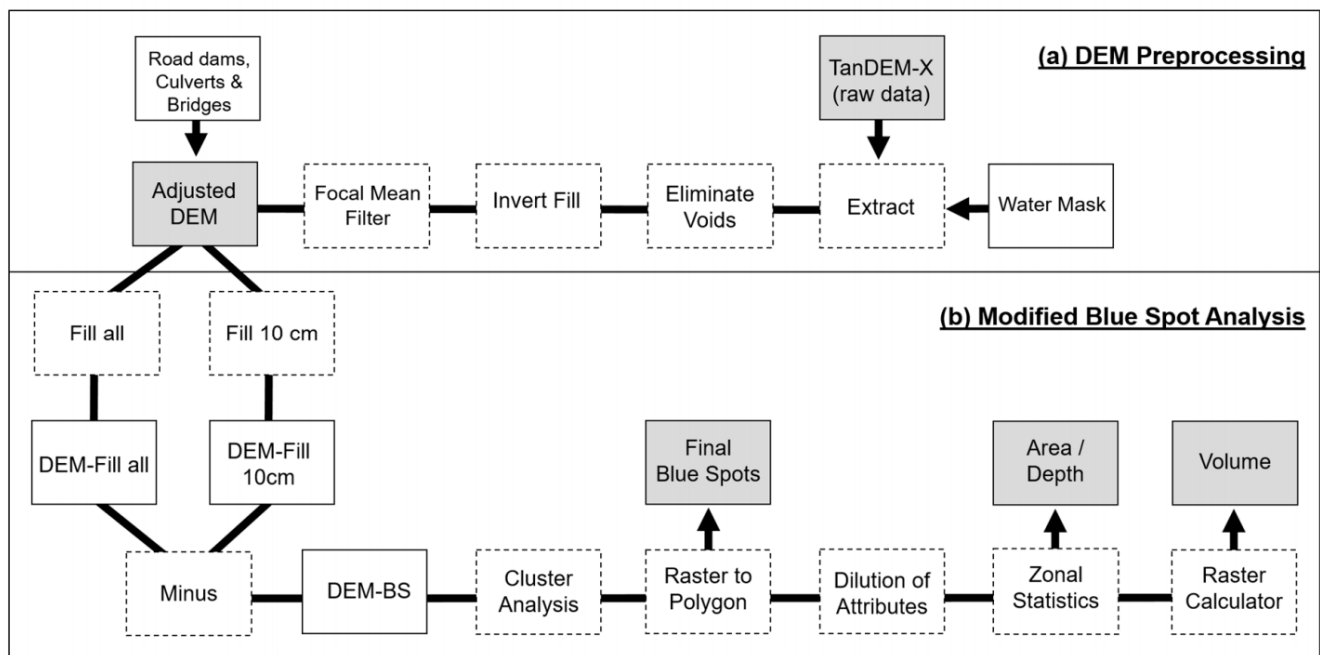 (a) DEM Preprocessing
Road dams,
Culverts &
Bridges
TanDEM-X
(raw data)
Adjusted
DEM
Focal Mean
Filter
Invert Fill
Eliminate
Voids
Extract
Water Mask
(b) Modified Blue Spot Analysis
Fill all
Fill 10 cm
DEM-Fill all
DEM-Fill
10cm
Final
Blue Spots
Area /
Depth
Volume
Minus
DEM-BS
Cluster
Analysis
Raster to
Polygon
Dilution of
Attributes
Zonal
Statistics
Raster
Calculator